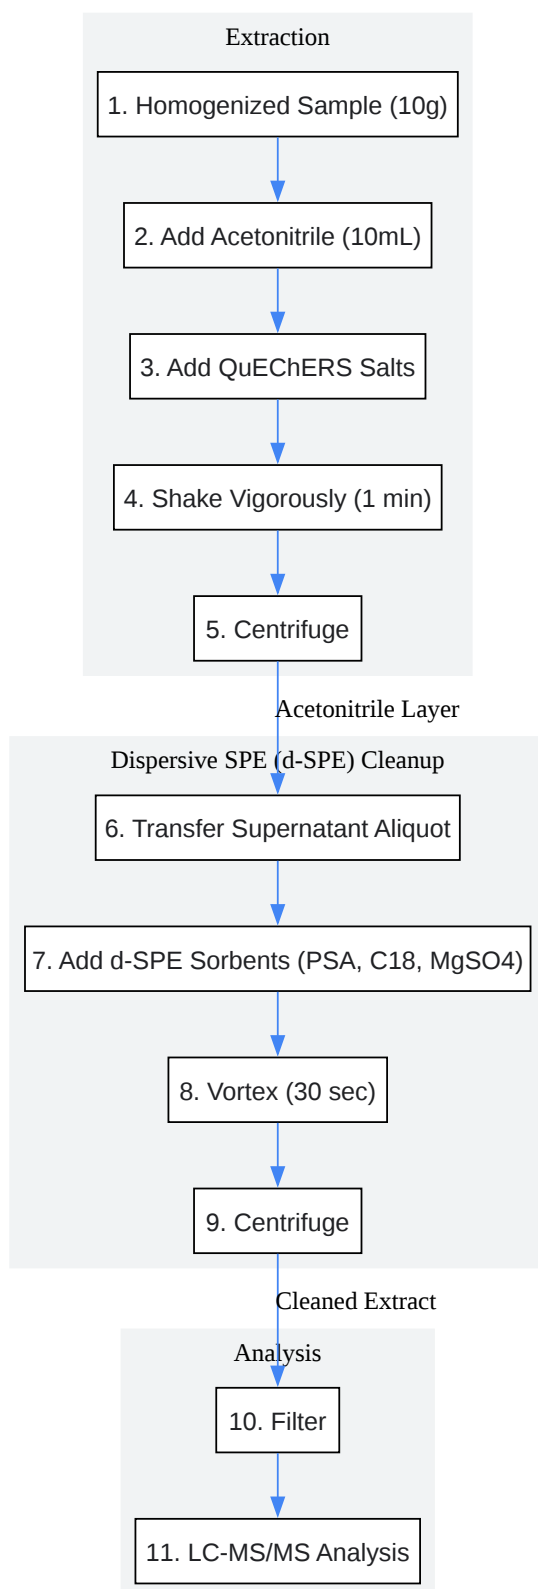 Extraction
1. Homogenized Sample (10g)
2. Add Acetonitrile (10mL)
3. Add QuEChERS Salts
4. Shake Vigorously (1 min)
5. Centrifuge
Acetonitrile Layer
Dispersive SPE (d-SPE) Cleanup
6. Transfer Supernatant Aliquot
7. Add d-SPE Sorbents (PSA, C18, MgSO4)
8. Vortex (30 sec)
9. Centrifuge
Cleaned Extract
Analysis
10. Filter
11. LC-MS/MS Analysis